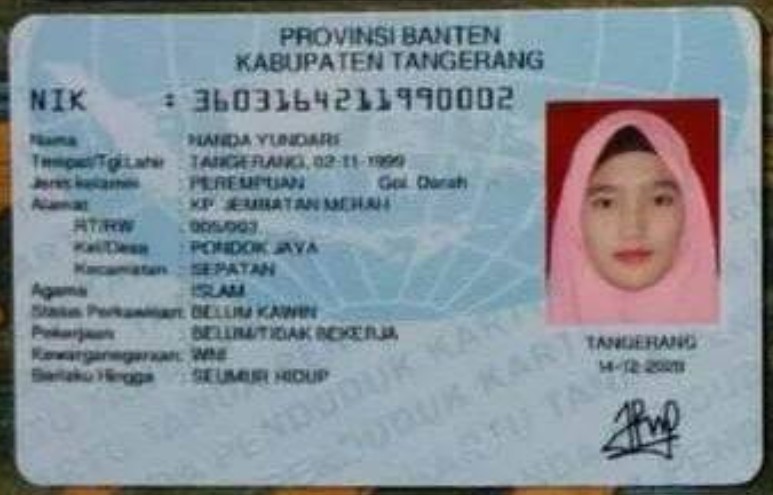 PROVINSI BANTEN
KABUPATEN TANGERANG
NIK : 3603164211990002
Nama : NANDA YUNDARI
Tempat/Tgl Lahir : TANGERANG, 02-11-1999
Jenis kelamin : PEREMPUAN Gol. Darah
Alamat : KP JEMBATAN MERAH
RT/RW : 005/003
Kel/Desa : PONDOK JAYA
Kecamatan : SEPATAN
Agama : ISLAM
Status Perkawinan: BELUM KAWIN
Pekerjaan : BELUM/TIDAK BEKERJA
Kewarganegaraan: WNI
Berlaku Hingga : SEUMUR HIDUP
TANGERANG
14-12-2020